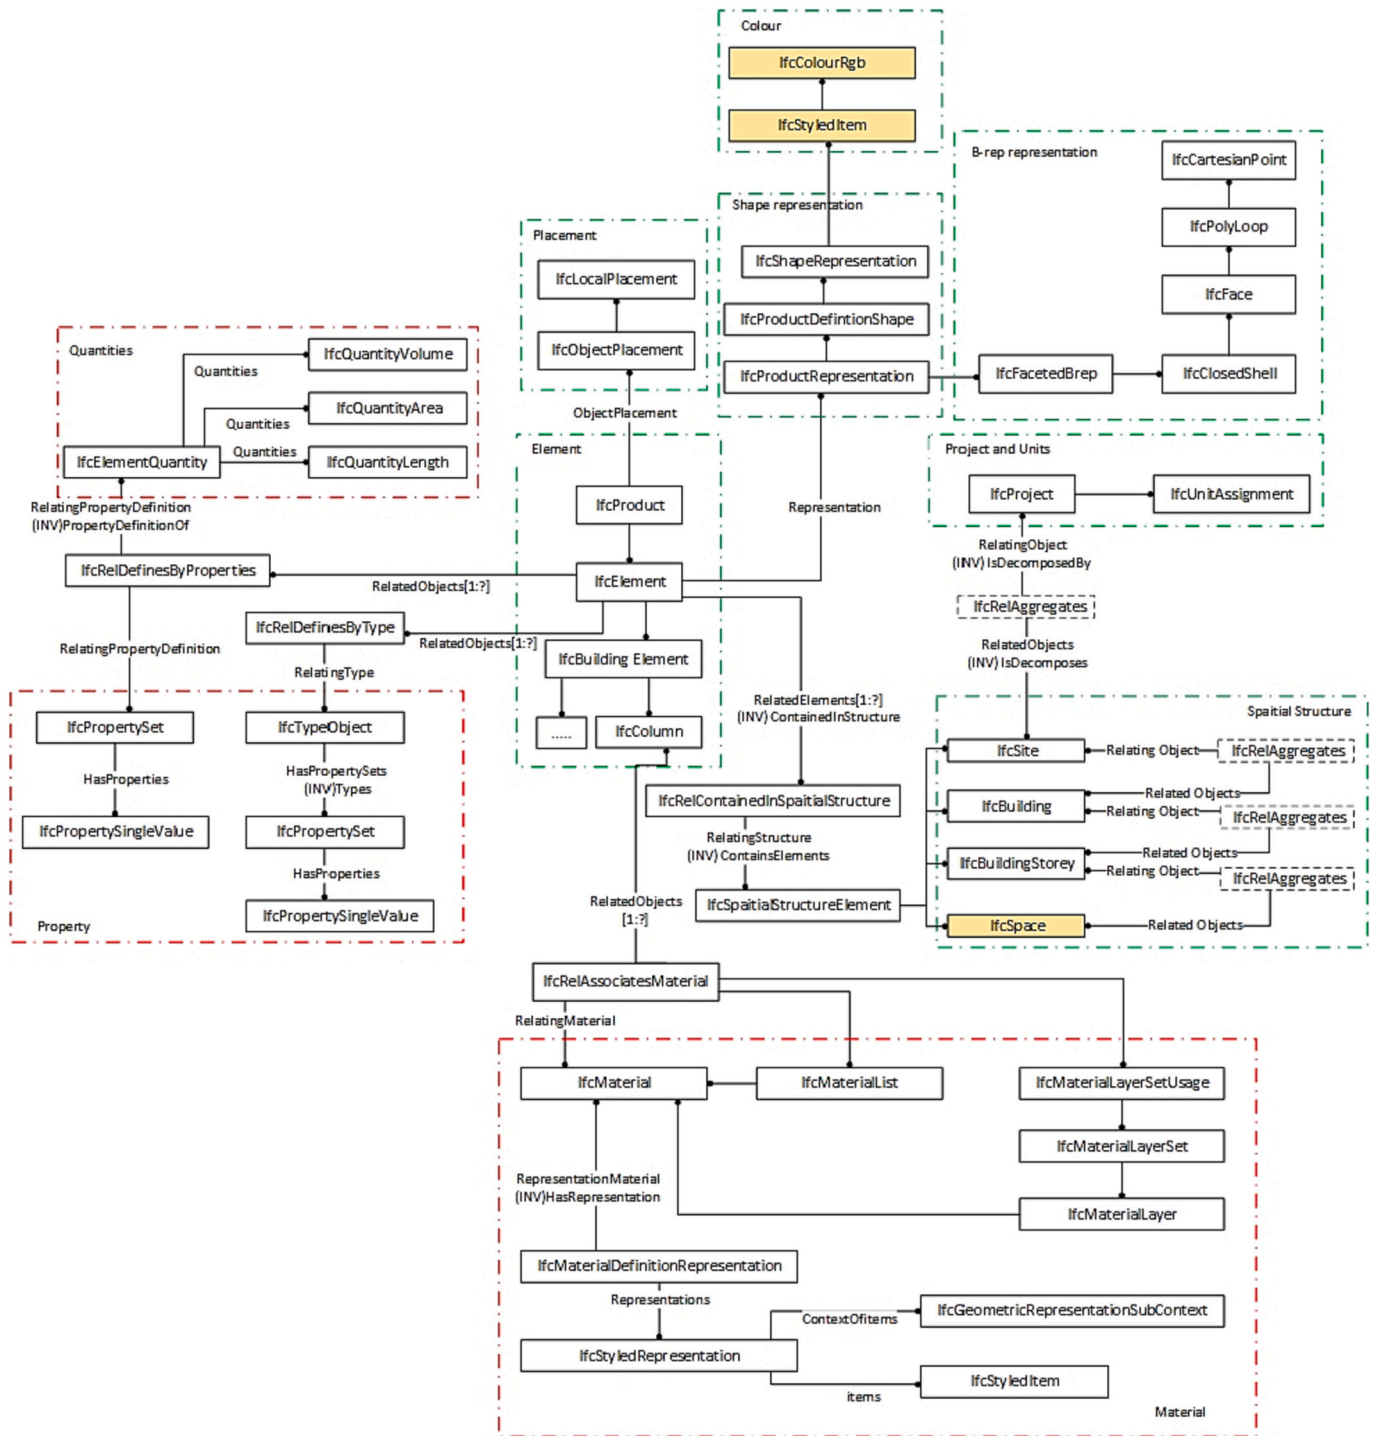 Colour
IfcColourRgb
IfcStyledItem
B-rep representation
IfcCartesianPoint
IfcPolyLoop
IfcFace
IfcFacetedBrep
IfcClosedShell
Shape representation
IfcShapeRepresentation
IfcProductDefintionShape
IfcProductRepresentation
Placement
IfcLocalPlacement
IfcObjectPlacement
ObjectPlacement
Quantities
IfcQuantityVolume
Quantities
IfcQuantityArea
Quantities
IfcElementQuantity
Quantities
IfcQuantityLength
RelatingPropertyDefinition
(INV)PropertyDefinitionOf
IfcRelDefinesByProperties
RelatedObjects[1:?]
IfcRelDefinesByType
RelatedObjects[1:?]
RelatingPropertyDefinition
RelatingType
Element
IfcProduct
IfcElement
IfcBuilding Element
.....
IfcColumn
Representation
Project and Units
IfcProject
IfcUnitAssignment
RelatingObject
(INV) IsDecomposedBy
IfcRelAggregates
RelatedObjects
(INV) IsDecomposes
IfcPropertySet
IfcTypeObject
HasProperties
HasPropertySets
(INV)Types
IfcPropertySingleValue
IfcPropertySet
HasProperties
IfcPropertySingleValue
Property
RelatedElements[1:?]
(INV) ContainedInStructure
IfcRelContainedInSpaitialStructure
RelatingStructure
(INV) ContainsElements
IfcSpaitialStructureElement
Spaitial Structure
IfcSite
Relating Object
IfcRelAggregates
Related Objects
IfcBuilding
Relating Object
IfcRelAggregates
Related Objects
IfcBuildingStorey
Relating Object
IfcRelAggregates
IfcSpace
Related Objects
RelatedObjects
[1:?]
IfcRelAssociatesMaterial
RelatingMaterial
IfcMaterial
IfcMaterialList
IfcMaterialLayerSetUsage
IfcMaterialLayerSet
IfcMaterialLayer
RepresentationMaterial
(INV)HasRepresentation
IfcMaterialDefinitionRepresentation
Representations
IfcStyledRepresentation
ContextOfItems
IfcGeometricRepresentationSubContext
items
IfcStyledItem
Material